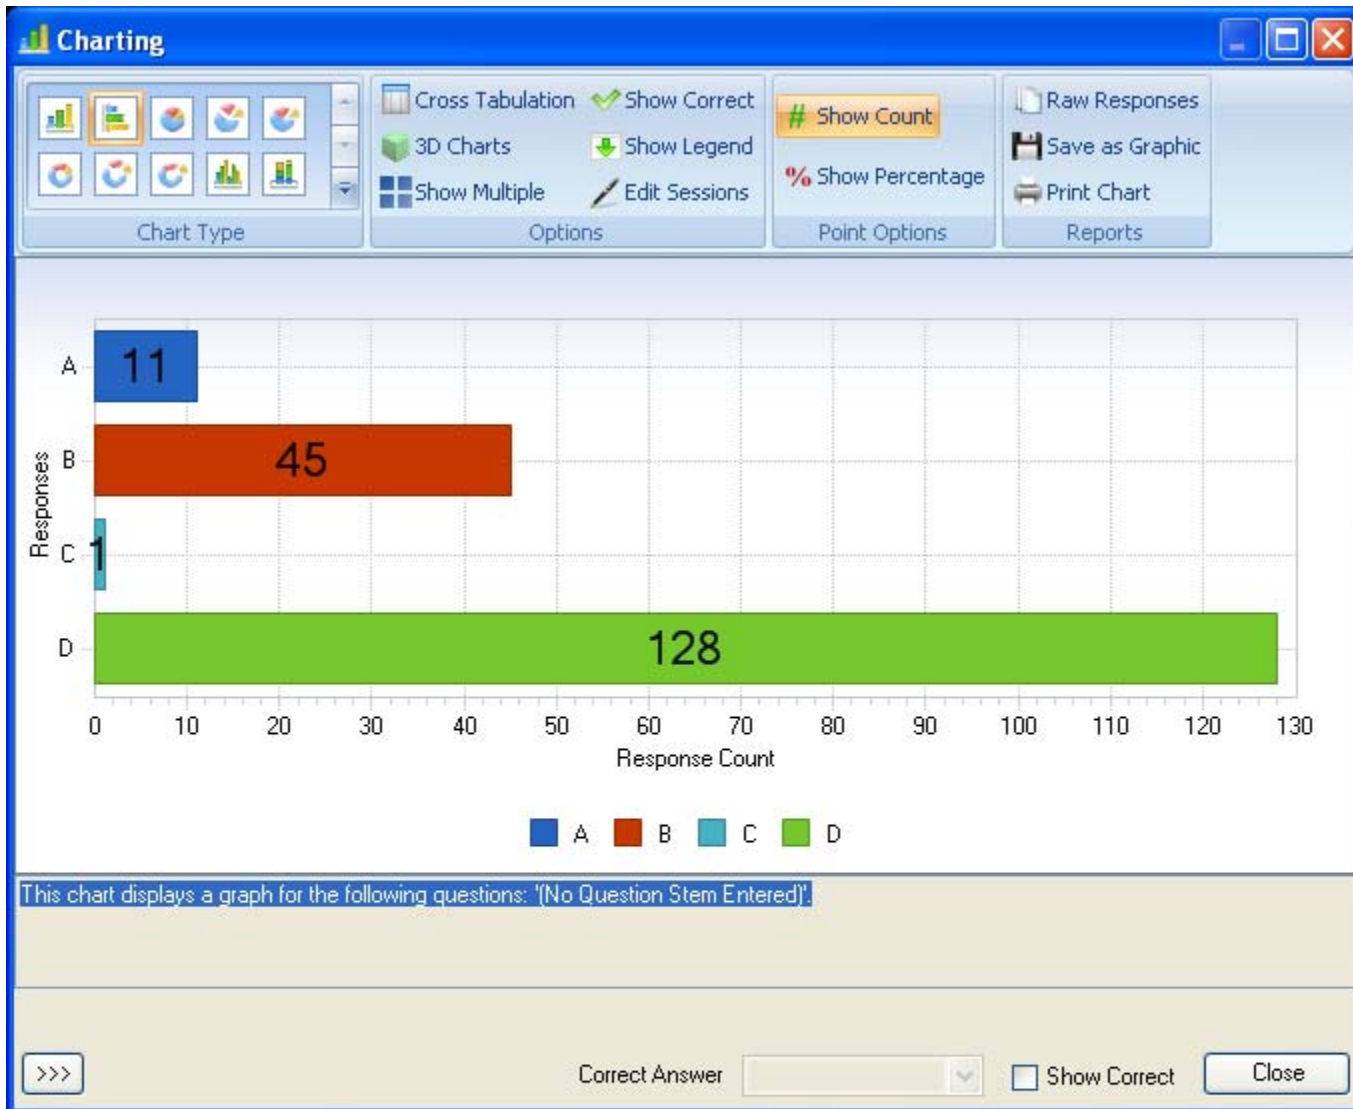 Charting
Cross Tabulation
Show Correct
3D Charts
Show Legend
Show Multiple
Edit Sessions
# Show Count
% Show Percentage
Raw Responses
Save as Graphic
Print Chart
Chart Type
Options
Point Options
Reports
A
11
B
45
C
1
D
128
Responses
0 10 20 30 40 50 60 70 80 90 100 110 120 130
Response Count
A B C D
This chart displays a graph for the following questions: '(No Question Stem Entered)'.
>>>
Correct Answer
Show Correct
Close